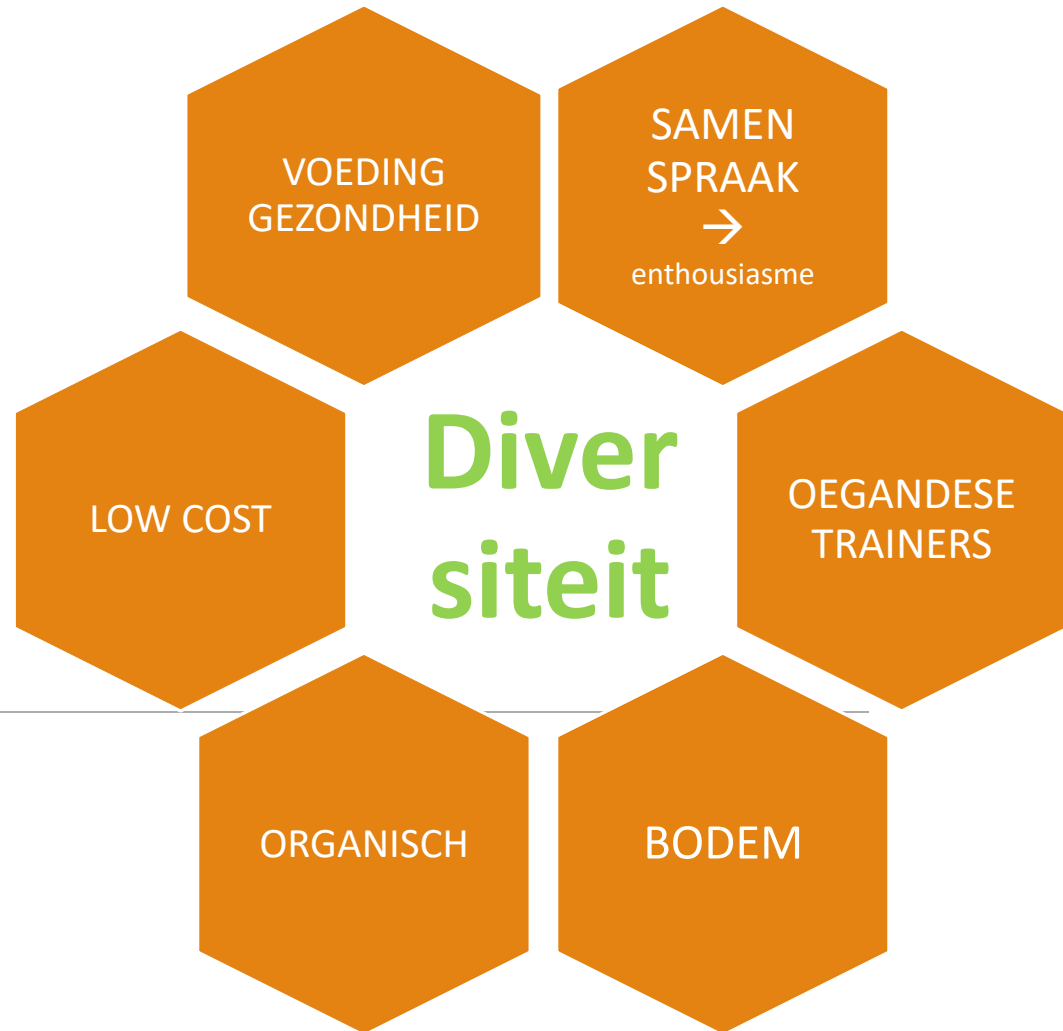 VOEDING
GEZONDHEID
SAMEN
SPRAAK
→
enthousiasme
LOW COST
Diver
siteit
OEGANDESE
TRAINERS
ORGANISCH
BODEM